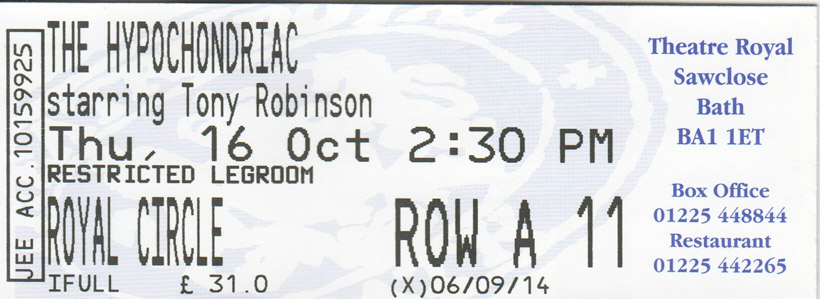 JEE ACC. 10159925
THE HYPOCHONDRIAC
starring Tony Robinson
Thu, 16 Oct 2:30 PM
RESTRICTED LEGROOM
ROYAL CIRCLE ROW A 11
IFULL £ 31.0 (X)06/09/14
Theatre Royal
Sawclose
Bath
BA1 1ET
Box Office
01225 448844
Restaurant
01225 442265